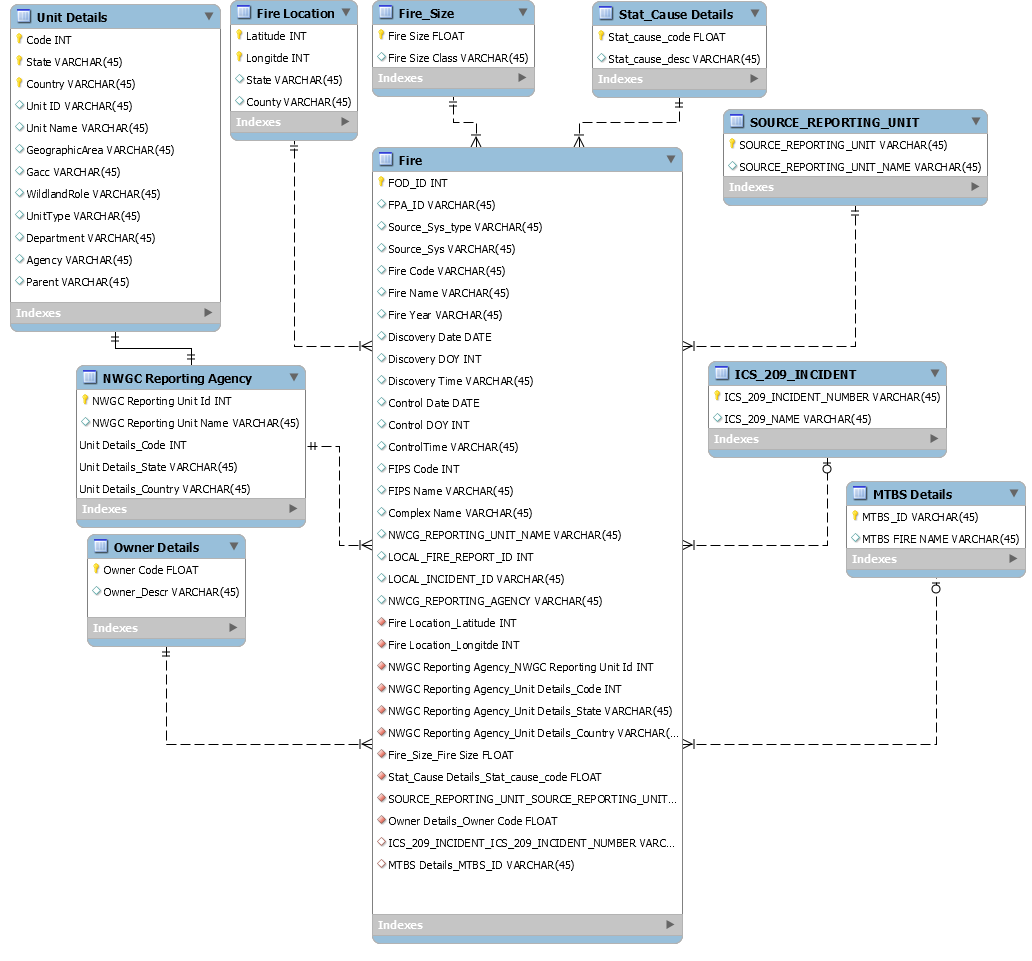 Unit Details
Code INT
State VARCHAR(45)
Country VARCHAR(45)
Unit ID VARCHAR(45)
Unit Name VARCHAR(45)
GeographicArea VARCHAR(45)
Gacc VARCHAR(45)
WildlandRole VARCHAR(45)
UnitType VARCHAR(45)
Department VARCHAR(45)
Agency VARCHAR(45)
Parent VARCHAR(45)
Indexes
Fire Location
Latitude INT
Longitde INT
State VARCHAR(45)
County VARCHAR(45)
Indexes
Fire_Size
Fire Size FLOAT
Fire Size Class VARCHAR(45)
Indexes
Stat_Cause Details
Stat_cause_code FLOAT
Stat_cause_desc VARCHAR(45)
Indexes
SOURCE_REPORTING_UNIT
SOURCE_REPORTING_UNIT VARCHAR(45)
SOURCE_REPORTING_UNIT_NAME VARCHAR(45)
Indexes
Fire
FOD_ID INT
FPA_ID VARCHAR(45)
Source_Sys_type VARCHAR(45)
Source_Sys VARCHAR(45)
Fire Code VARCHAR(45)
Fire Name VARCHAR(45)
Fire Year VARCHAR(45)
Discovery Date DATE
Discovery DOY INT
Discovery Time VARCHAR(45)
Control Date DATE
Control DOY INT
ControlTime VARCHAR(45)
FIPS Code INT
FIPS Name VARCHAR(45)
Complex Name VARCHAR(45)
NWCG_REPORTING_UNIT_NAME VARCHAR(45)
LOCAL_FIRE_REPORT_ID INT
LOCAL_INCIDENT_ID VARCHAR(45)
NWCG_REPORTING_AGENCY VARCHAR(45)
Fire Location_Latitude INT
Fire Location_Longitde INT
NWGC Reporting Agency_NWGC Reporting Unit Id INT
NWGC Reporting Agency_Unit Details_Code INT
NWGC Reporting Agency_Unit Details_State VARCHAR(45)
NWGC Reporting Agency_Unit Details_Country VARCHAR(...
Fire_Size_Fire Size FLOAT
Stat_Cause Details_Stat_cause_code FLOAT
SOURCE_REPORTING_UNIT_SOURCE_REPORTING_UNIT...
Owner Details_Owner Code FLOAT
ICS_209_INCIDENT_ICS_209_INCIDENT_NUMBER VARC...
MTBS Details_MTBS_ID VARCHAR(45)
Indexes
NWGC Reporting Agency
NWGC Reporting Unit Id INT
NWGC Reporting Unit Name VARCHAR(45)
Unit Details_Code INT
Unit Details_State VARCHAR(45)
Unit Details_Country VARCHAR(45)
Indexes
Owner Details
Owner Code FLOAT
Owner_Descr VARCHAR(45)
Indexes
ICS_209_INCIDENT
ICS_209_INCIDENT_NUMBER VARCHAR(45)
ICS_209_NAME VARCHAR(45)
Indexes
MTBS Details
MTBS_ID VARCHAR(45)
MTBS FIRE NAME VARCHAR(45)
Indexes